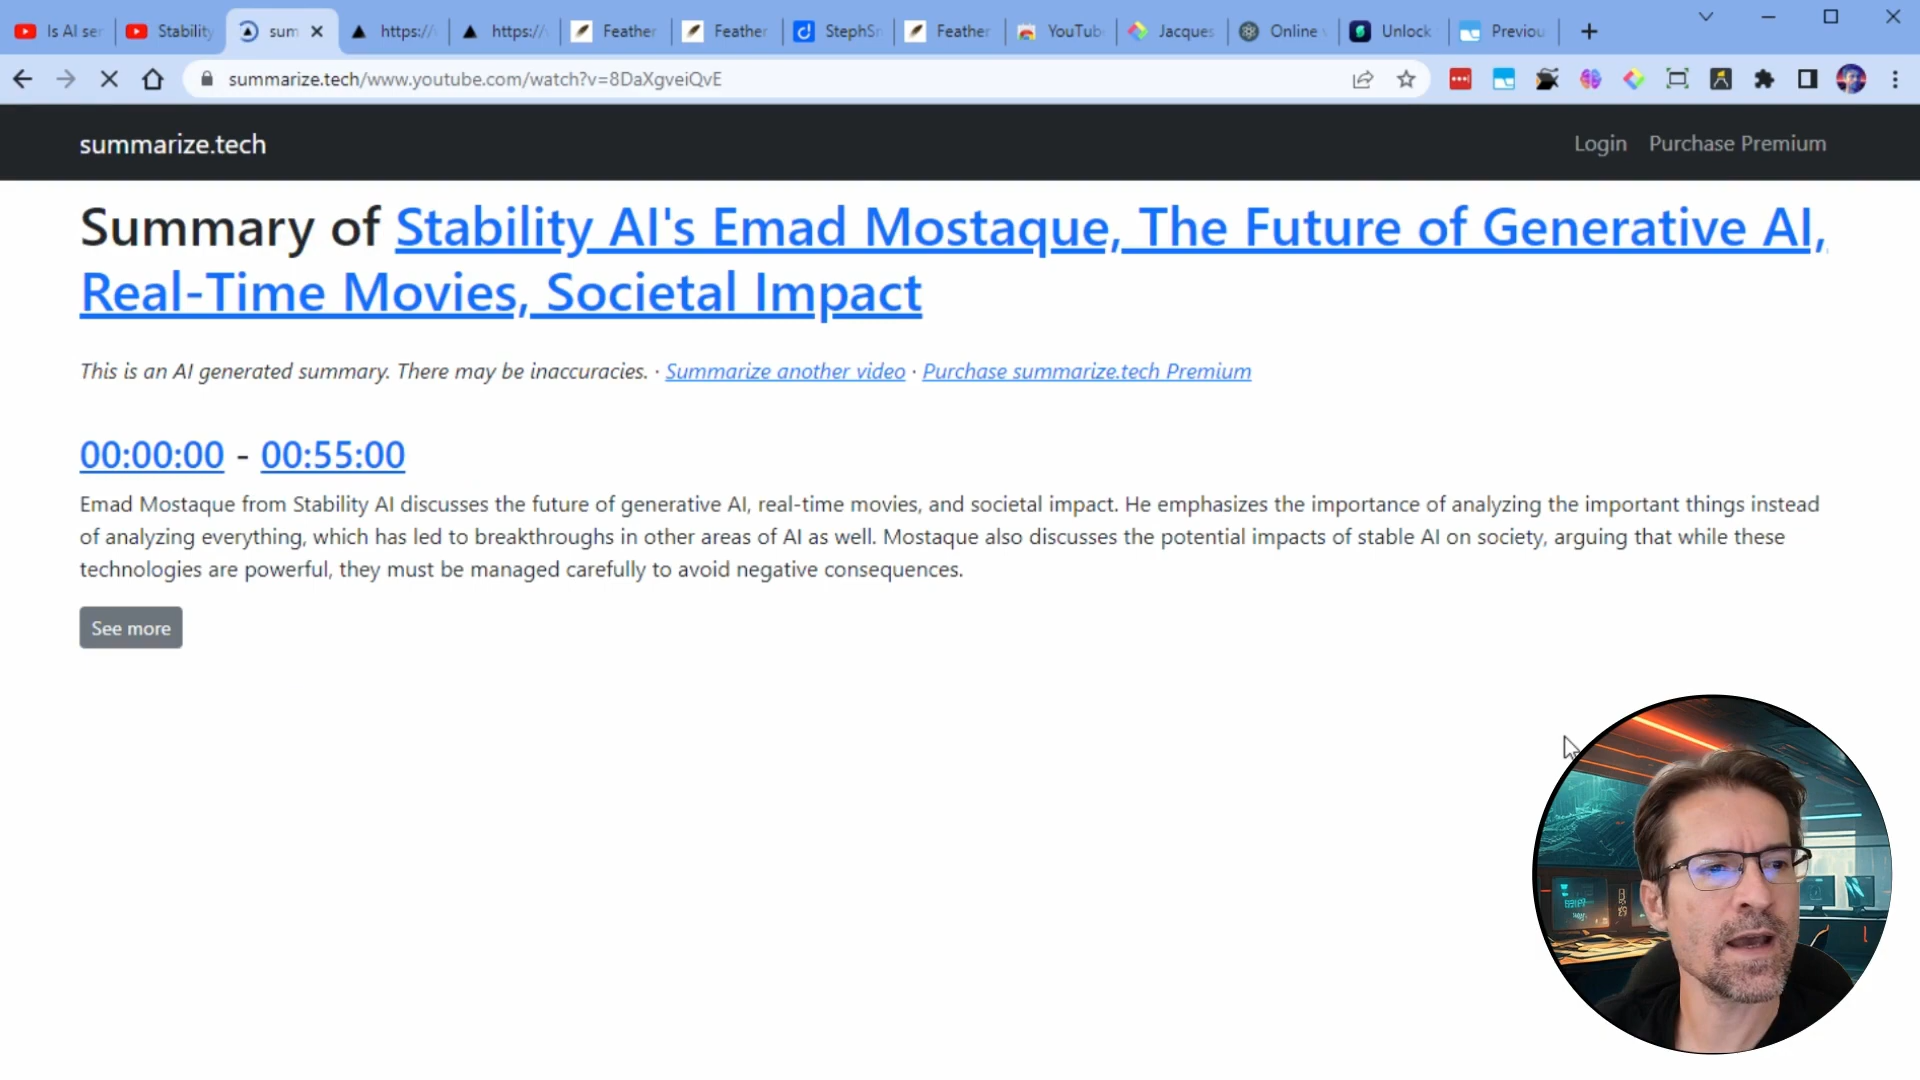 Is AI ser
Stability
sum
https://
https://
Feather
Feather
StephSr
Feather
YouTub
Jacques
Online
Unlock
Previou
summarize.tech/www.youtube.com/watch?v=8DaXgveiQvE
summarize.tech
Login
Purchase Premium
Summary of Stability AI's Emad Mostaque, The Future of Generative AI,
Real-Time Movies, Societal Impact
This is an AI generated summary. There may be inaccuracies. · Summarize another video · Purchase summarize.tech Premium
00:00:00 - 00:55:00
Emad Mostaque from Stability AI discusses the future of generative AI, real-time movies, and societal impact. He emphasizes the importance of analyzing the important things instead
of analyzing everything, which has led to breakthroughs in other areas of AI as well. Mostaque also discusses the potential impacts of stable AI on society, arguing that while these
technologies are powerful, they must be managed carefully to avoid negative consequences.
See more